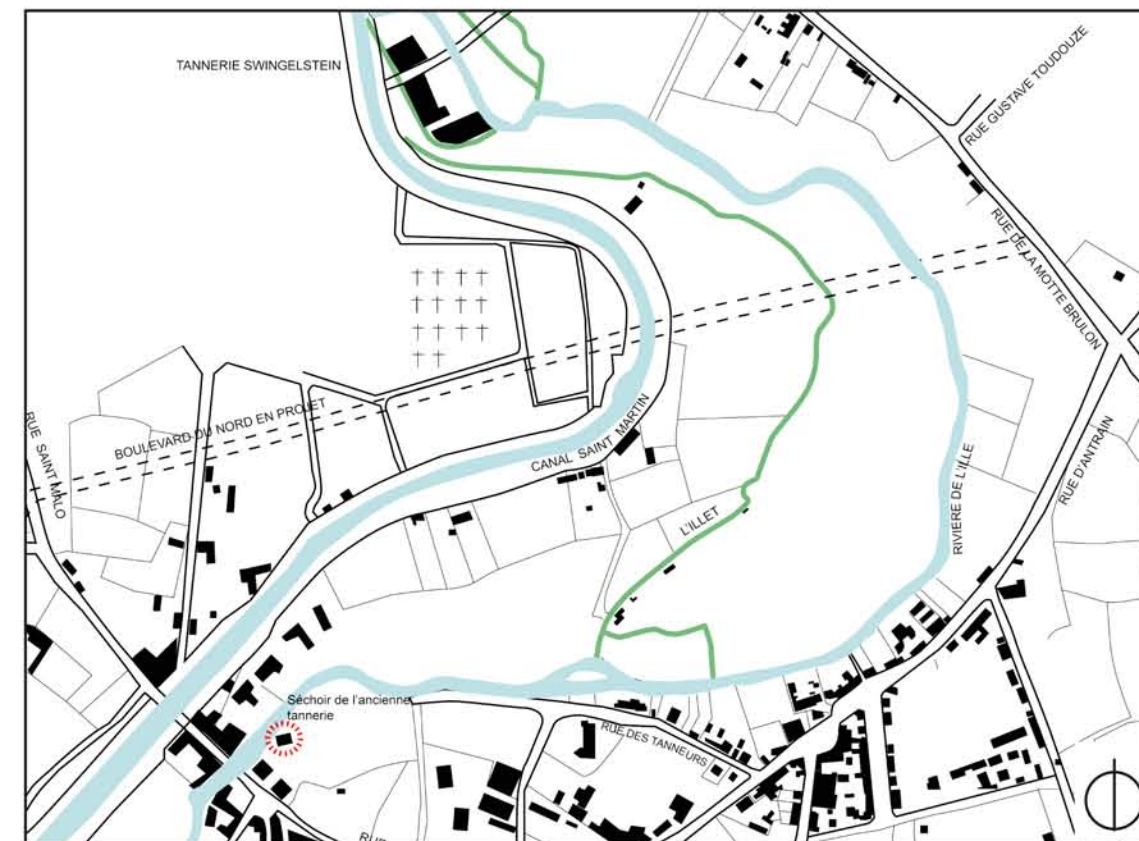 TANNERIE SWINGELSTEIN
RUE GUSTAVE TOUDOUZE
RUE DE LA MOTTE BRULON
BOULEVARD DU NORD EN PROJET
RUE SAINT MALO
CANAL SAINT MARTIN
RUE D'ANTRAIN
RIVIERE DE L'ILLE
L'ILLET
Séchoir de l'ancienne
tannerie
RUE DES TANNEURS
RUE